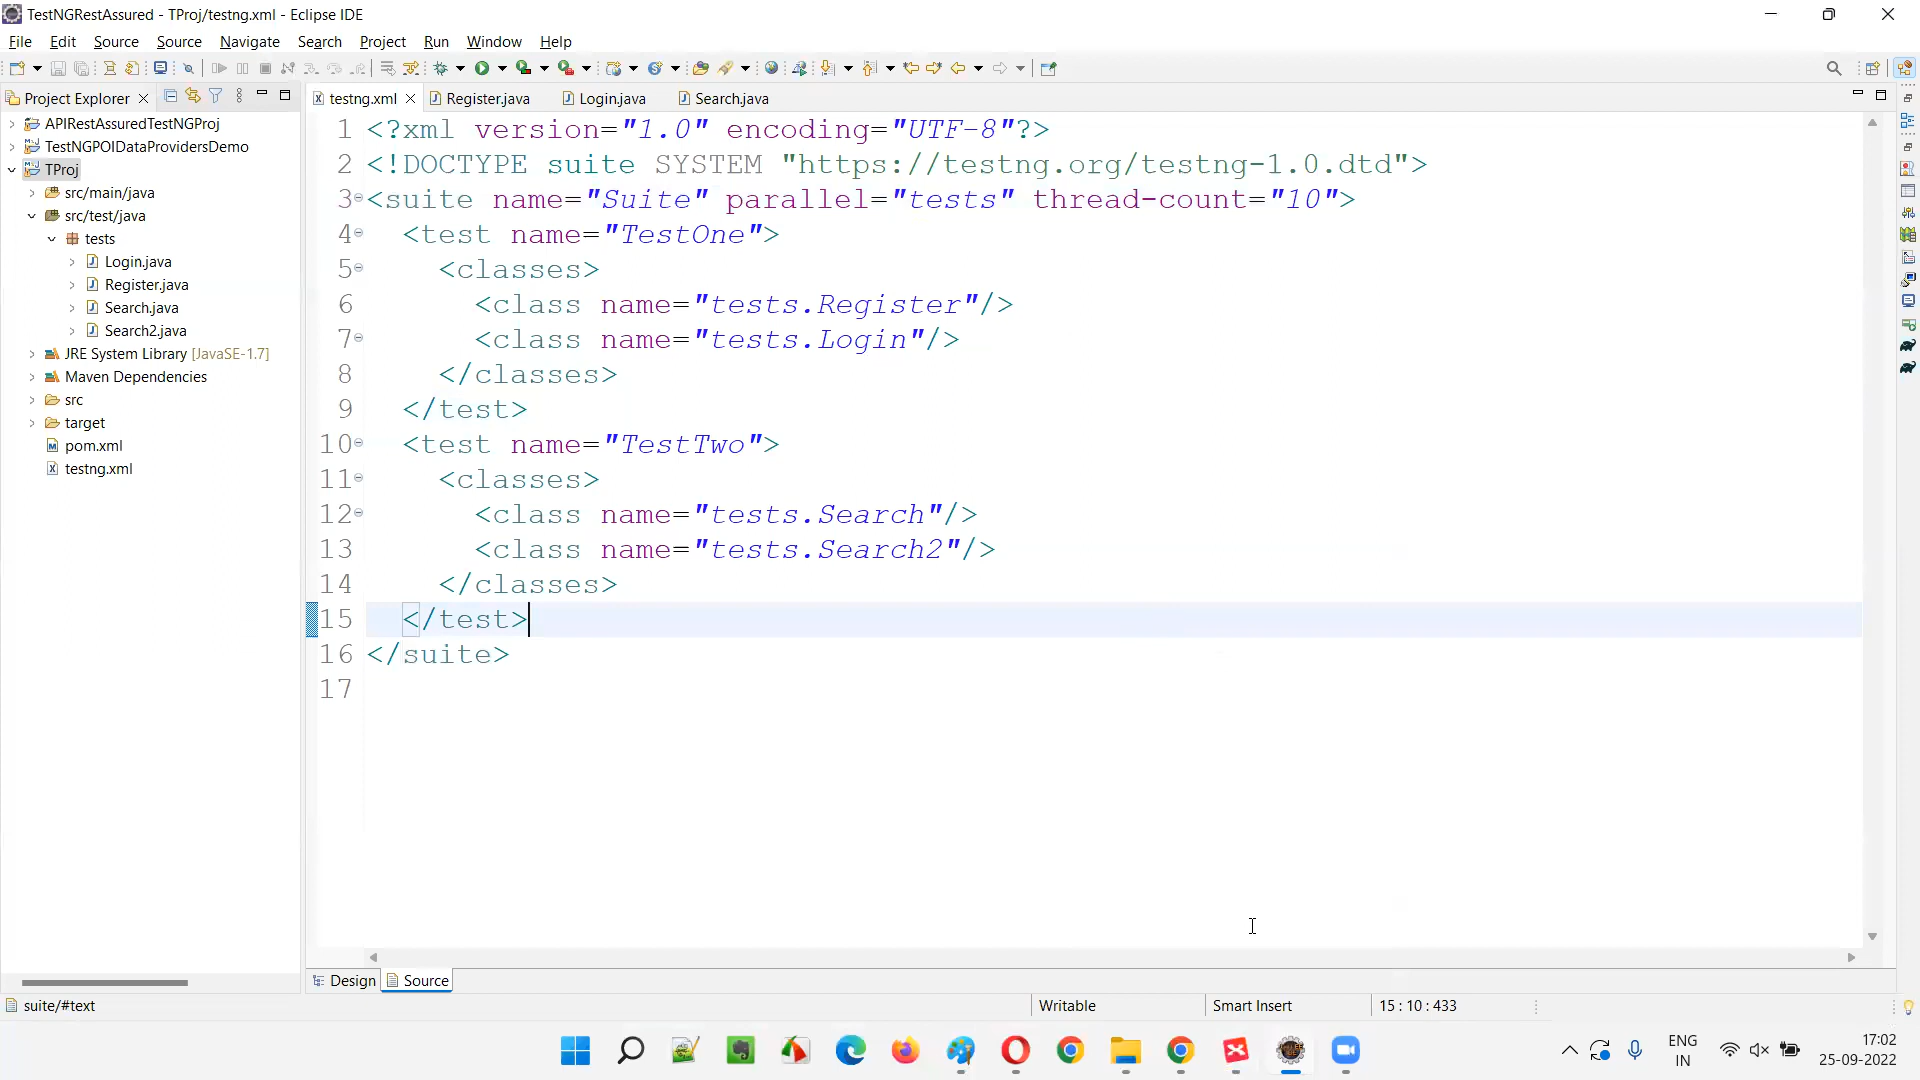 TestNGRestAssured - TProj/testng.xml - Eclipse IDE
File Edit Source Source Navigate Search Project Run Window Help
Project Explorer
testng.xml Register.java Login.java Search.java
APIRestAssuredTestNGProj
TestNGPOIDataProvidersDemo
TProj
src/main/java
src/test/java
tests
Login.java
Register.java
Search.java
Search2.java
JRE System Library [JavaSE-1.7]
Maven Dependencies
src
target
pom.xml
testng.xml
1 <?xml version="1.0" encoding="UTF-8"?>
2 <!DOCTYPE suite SYSTEM "https://testng.org/testng-1.0.dtd">
3 <suite name="Suite" parallel="tests" thread-count="10">
4 <test name="TestOne">
5 <classes>
6 <class name="tests.Register"/>
7 <class name="tests.Login"/>
8 </classes>
9 </test>
10 <test name="TestTwo">
11 <classes>
12 <class name="tests.Search"/>
13 <class name="tests.Search2"/>
14 </classes>
15 </test>
16 </suite>
17
Design Source
suite/#text Writable Smart Insert 15 : 10 : 433
ENG
IN
17:02
25-09-2022